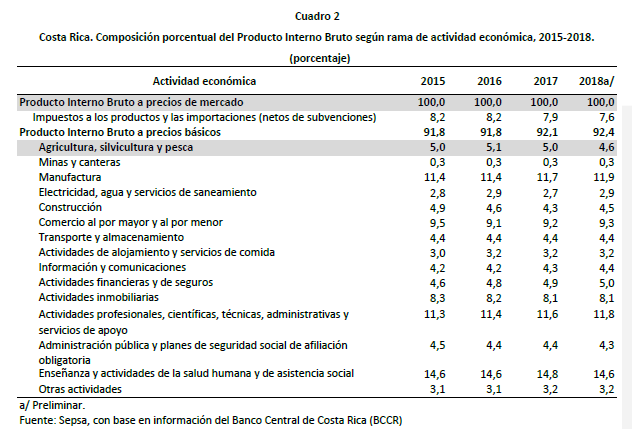 Cuadro 2
Costa Rica. Composición porcentual del Producto Interno Bruto según rama de actividad económica, 2015-2018.
(porcentaje)
Actividad económica 2015 2016 2017 2018a/
Producto Interno Bruto a precios de mercado 100,0 100,0 100,0 100,0
Impuestos a los productos y las importaciones (netos de subvenciones) 8,2 8,2 7,9 7,6
Producto Interno Bruto a precios básicos 91,8 91,8 92,1 92,4
Agricultura, silvicultura y pesca 5,0 5,1 5,0 4,6
Minas y canteras 0,3 0,3 0,3 0,3
Manufactura 11,4 11,4 11,7 11,9
Electricidad, agua y servicios de saneamiento 2,8 2,9 2,7 2,9
Construcción 4,9 4,6 4,3 4,5
Comercio al por mayor y al por menor 9,5 9,1 9,2 9,3
Transporte y almacenamiento 4,4 4,4 4,4 4,4
Actividades de alojamiento y servicios de comida 3,0 3,2 3,2 3,2
Información y comunicaciones 4,2 4,2 4,3 4,4
Actividades financieras y de seguros 4,6 4,8 4,9 5,0
Actividades inmobiliarias 8,3 8,2 8,1 8,1
Actividades profesionales, científicas, técnicas, administrativas y 11,3 11,4 11,6 11,8
servicios de apoyo
Administración pública y planes de seguridad social de afiliación 4,5 4,4 4,4 4,3
obligatoria
Enseñanza y actividades de la salud humana y de asistencia social 14,6 14,6 14,8 14,6
Otras actividades 3,1 3,1 3,2 3,2
a/ Preliminar.
Fuente: Sepsa, con base en información del Banco Central de Costa Rica (BCCR)